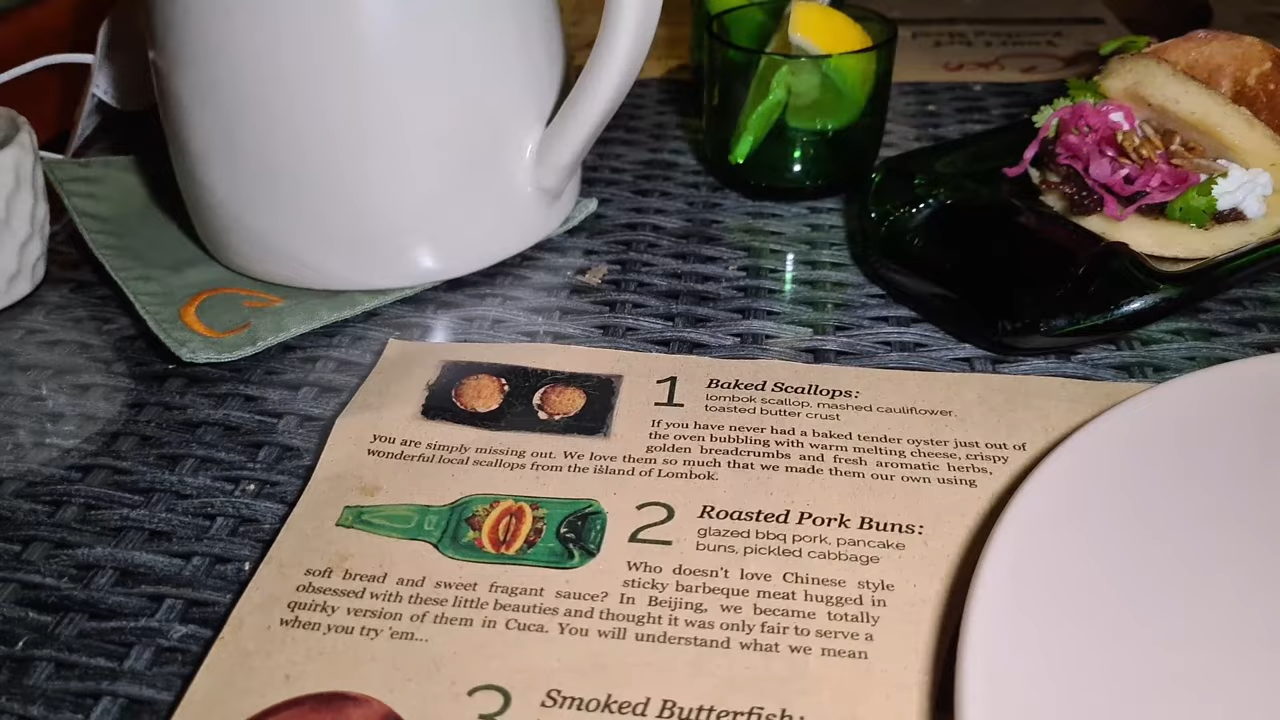 1
Baked Scallops:
lombok scallop, mashed cauliflower,
toasted butter crust
If you have never had a baked tender oyster just out of
the oven bubbling with warm melting cheese, crispy
golden breadcrumbs and fresh aromatic herbs,
you are simply missing out. We love them so much that we made them our own using
wonderful local scallops from the island of Lombok.
2
Roasted Pork Buns:
glazed bbq pork, pancake
buns, pickled cabbage
Who doesn't love Chinese style
sticky barbeque meat hugged in
soft bread and sweet fragant sauce? In Beijing, we became totally
obsessed with these little beauties and thought it was only fair to serve a
quirky version of them in Cuca. You will understand what we mean
when you try 'em...
3
Smoked Butterfish: